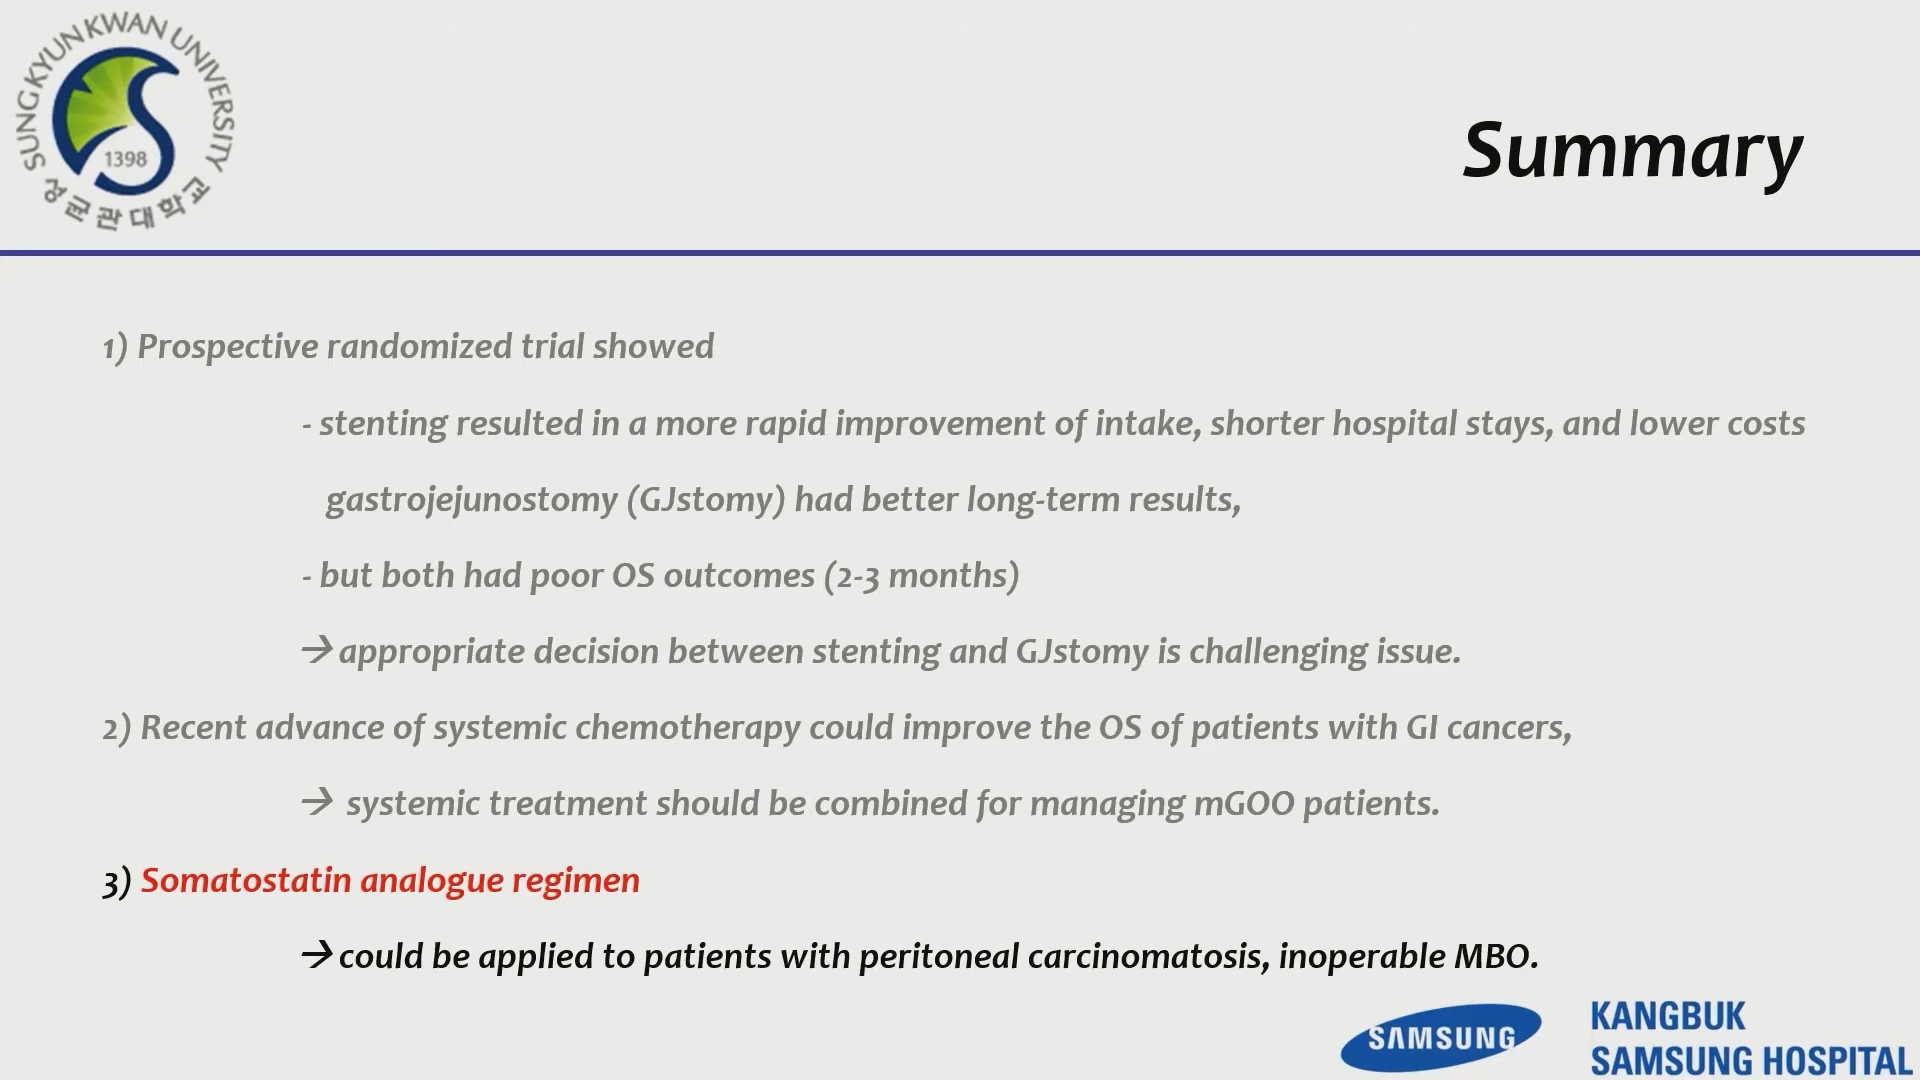 SUNGKYUNKWAN UNIVERSITY
1398
성균관대학교
Summary
1) Prospective randomized trial showed
- stenting resulted in a more rapid improvement of intake, shorter hospital stays, and lower costs
gastrojejunostomy (GJstomy) had better long-term results,
- but both had poor OS outcomes (2-3 months)
→ appropriate decision between stenting and GJstomy is challenging issue.
2) Recent advance of systemic chemotherapy could improve the OS of patients with GI cancers,
→ systemic treatment should be combined for managing mGOO patients.
3) Somatostatin analogue regimen
→ could be applied to patients with peritoneal carcinomatosis, inoperable MBO.
SAMSUNG
KANGBUK
SAMSUNG HOSPITAL